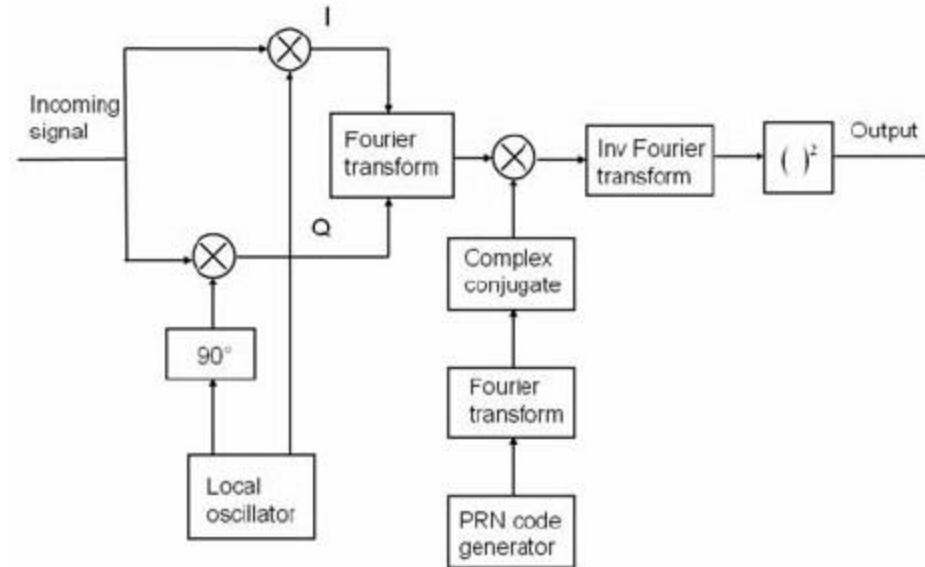 I
Incoming
signal
Fourier
transform
Inv Fourier
transform
( )²
Output
Q
Complex
conjugate
90°
Fourier
transform
Local
oscillator
PRN code
generator